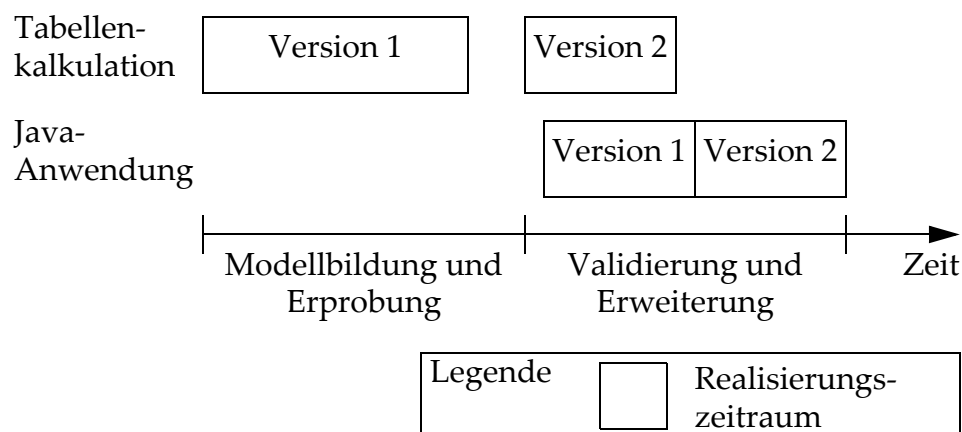 Tabellen-
kalkulation
Version 1
Version 2
Java-
Anwendung
Version 1
Version 2
Modellbildung und
Erprobung
Validierung und
Erweiterung
Zeit
Legende
Realisierungs-
zeitraum